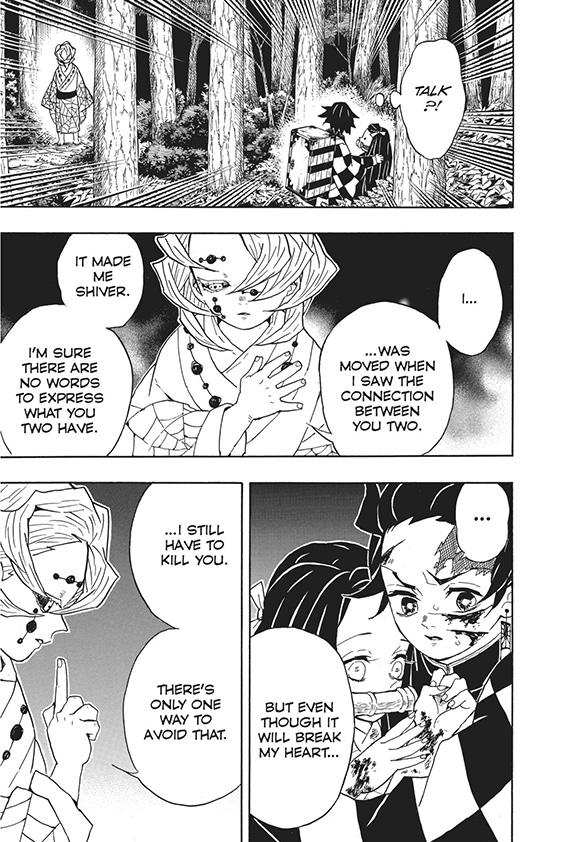 TALK
?!
I...
...WAS
MOVED WHEN
I SAW THE
CONNECTION
BETWEEN
YOU TWO.
IT MADE
ME
SHIVER.
I'M SURE
THERE ARE
NO WORDS
TO EXPRESS
WHAT YOU
TWO HAVE.
...
BUT EVEN
THOUGH IT
WILL BREAK
MY HEART...
...I STILL
HAVE TO
KILL YOU.
THERE'S
ONLY ONE
WAY TO
AVOID THAT.